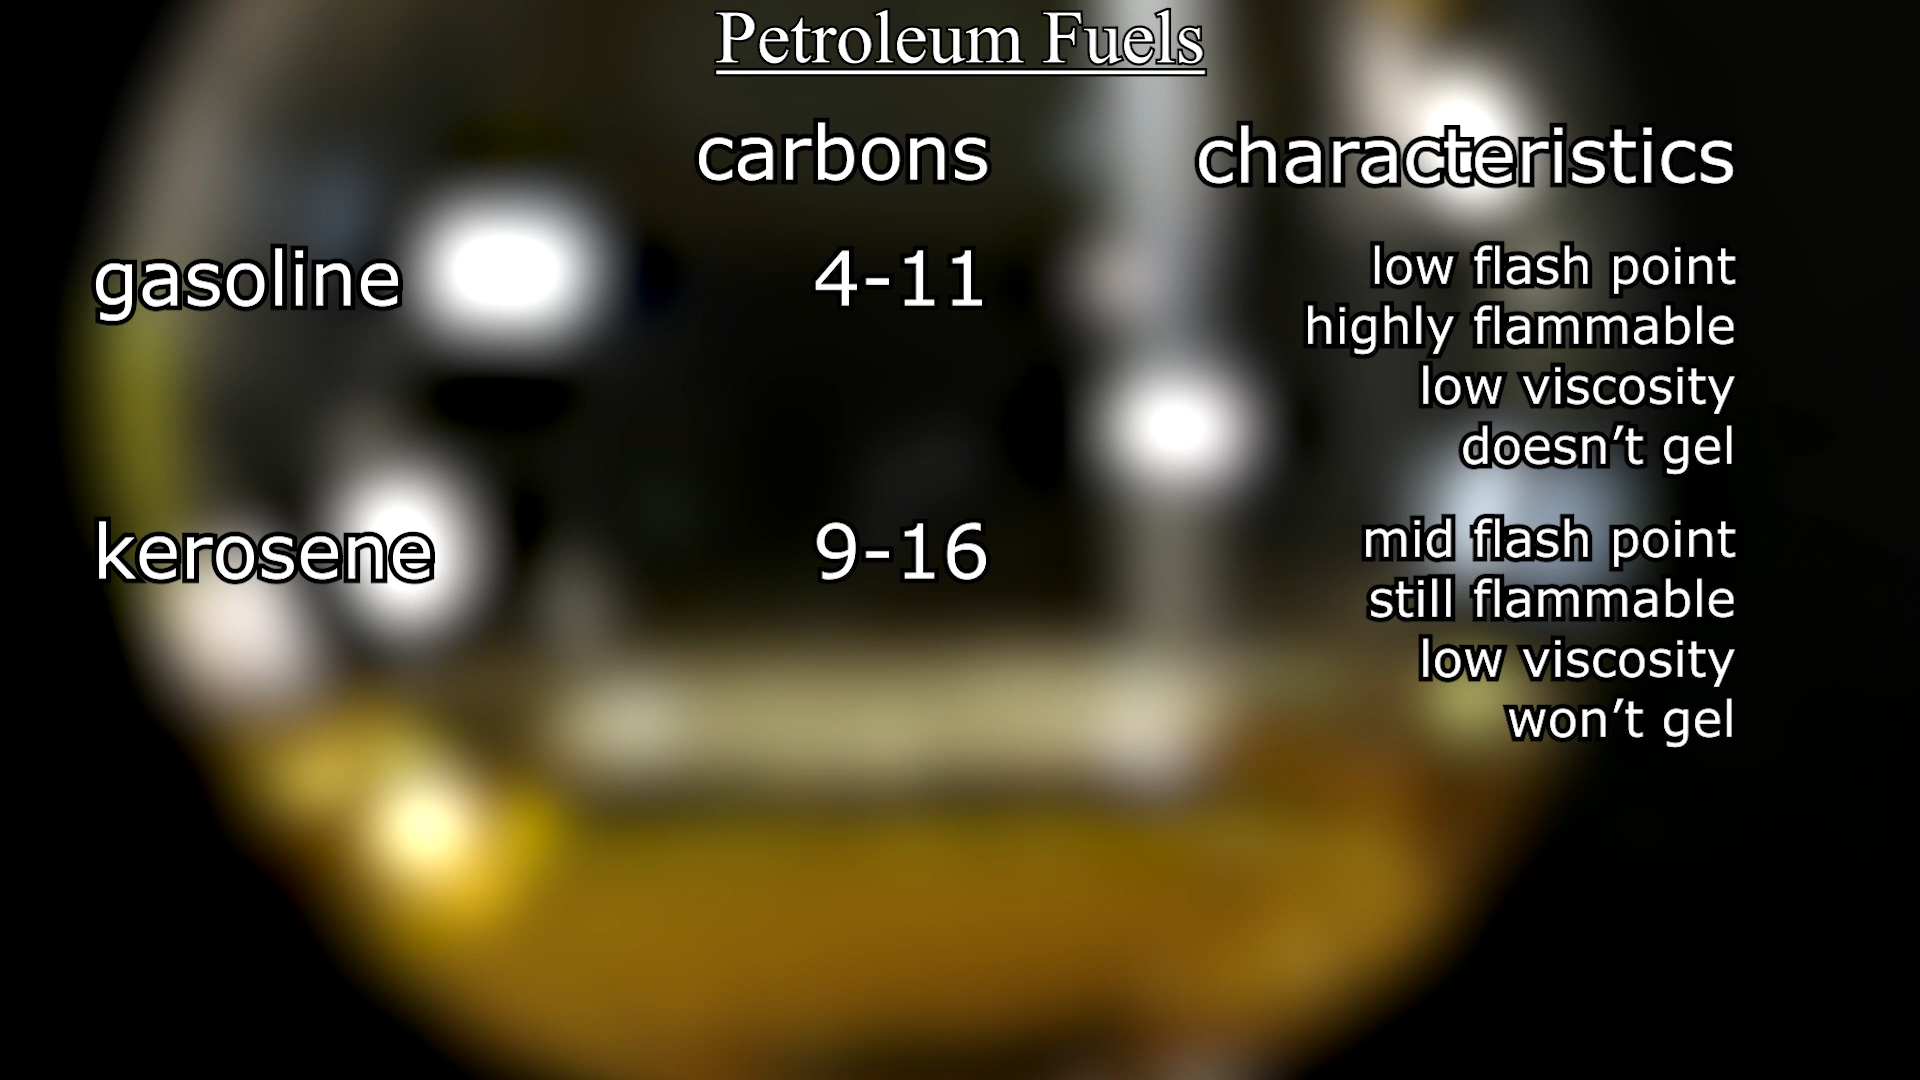 Petroleum Fuels
carbons characteristics
gasoline 4-11 low flash point
highly flammable
low viscosity
doesn't gel
kerosene 9-16 mid flash point
still flammable
low viscosity
won't gel